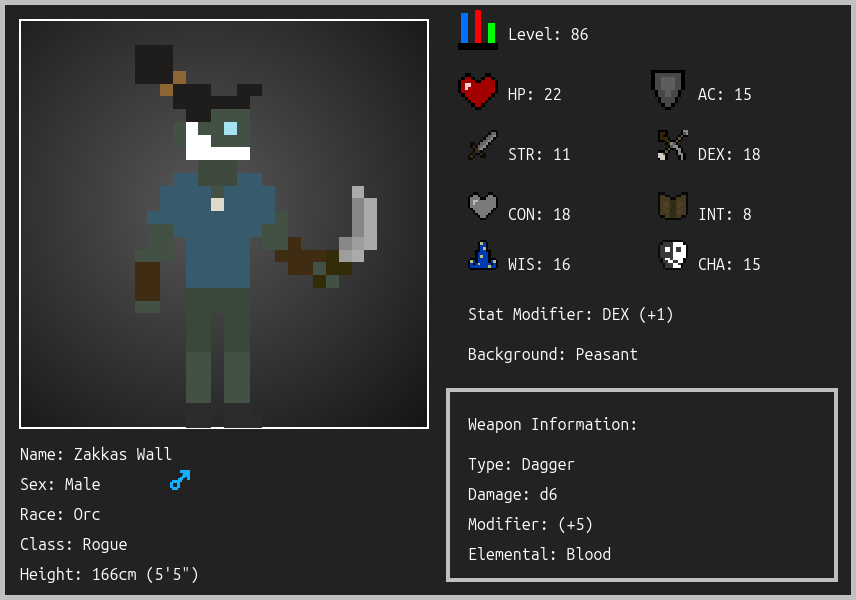 Level: 86
HP: 22
AC: 15
STR: 11
DEX: 18
CON: 18
INT: 8
WIS: 16
CHA: 15
Stat Modifier: DEX (+1)
Background: Peasant
Weapon Information:
Type: Dagger
Damage: d6
Modifier: (+5)
Elemental: Blood
Name: Zakkas Wall
Sex: Male
Race: Orc
Class: Rogue
Height: 166cm (5'5")